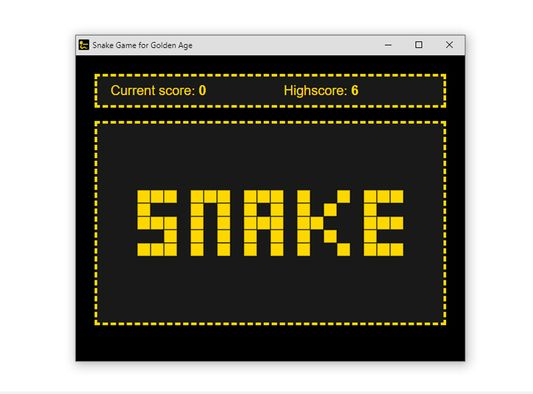 Snake Game for Golden Age
Current score: 0 Highscore: 6
SNAKE